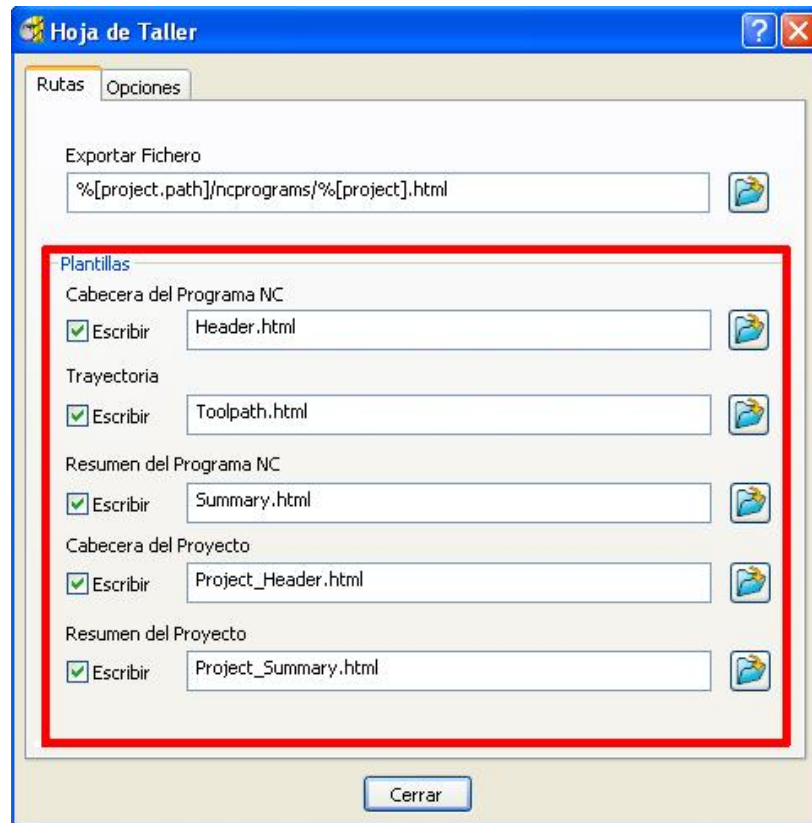 Hoja de Taller
Rutas
Opciones
Exportar Fichero
%[project.path]/ncprograms/%[project].html
Plantillas
Cabecera del Programa NC
Escribir Header.html
Trayectoria
Escribir Toolpath.html
Resumen del Programa NC
Escribir Summary.html
Cabecera del Proyecto
Escribir Project_Header.html
Resumen del Proyecto
Escribir Project_Summary.html
Cerrar